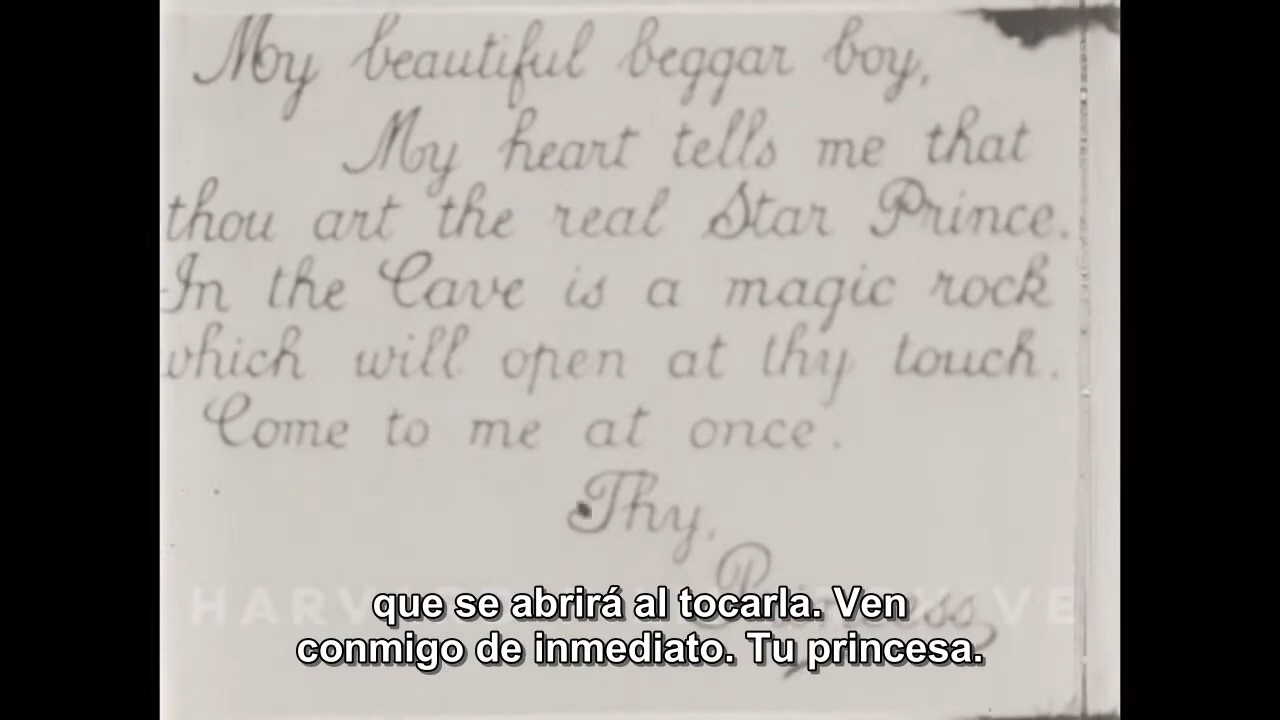 My beautiful beggar boy,
My heart tells me that
thou art the real Star Prince.
In the Cave is a magic rock
which will open at thy touch.
Come to me at once.
Thy,
Princess
que se abrirá al tocarla. Ven
conmigo de inmediato. Tu princesa.